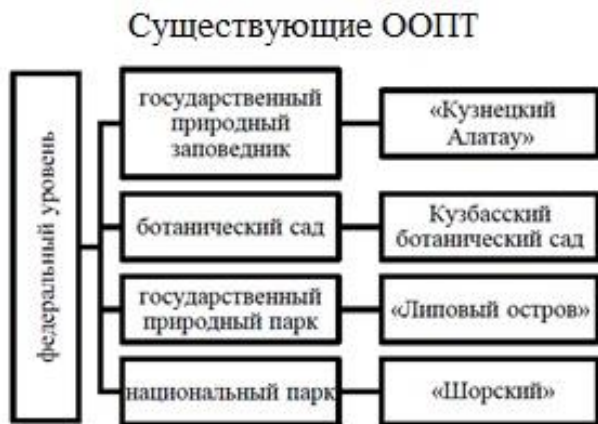 Существующие ООПТ
федеральный уровень
государственный
природный
заповедник
«Кузнецкий
Алатау»
ботанический сад
Кузбасский
ботанический сад
государственный
природный парк
«Липовый остров»
национальный парк
«Шорский»